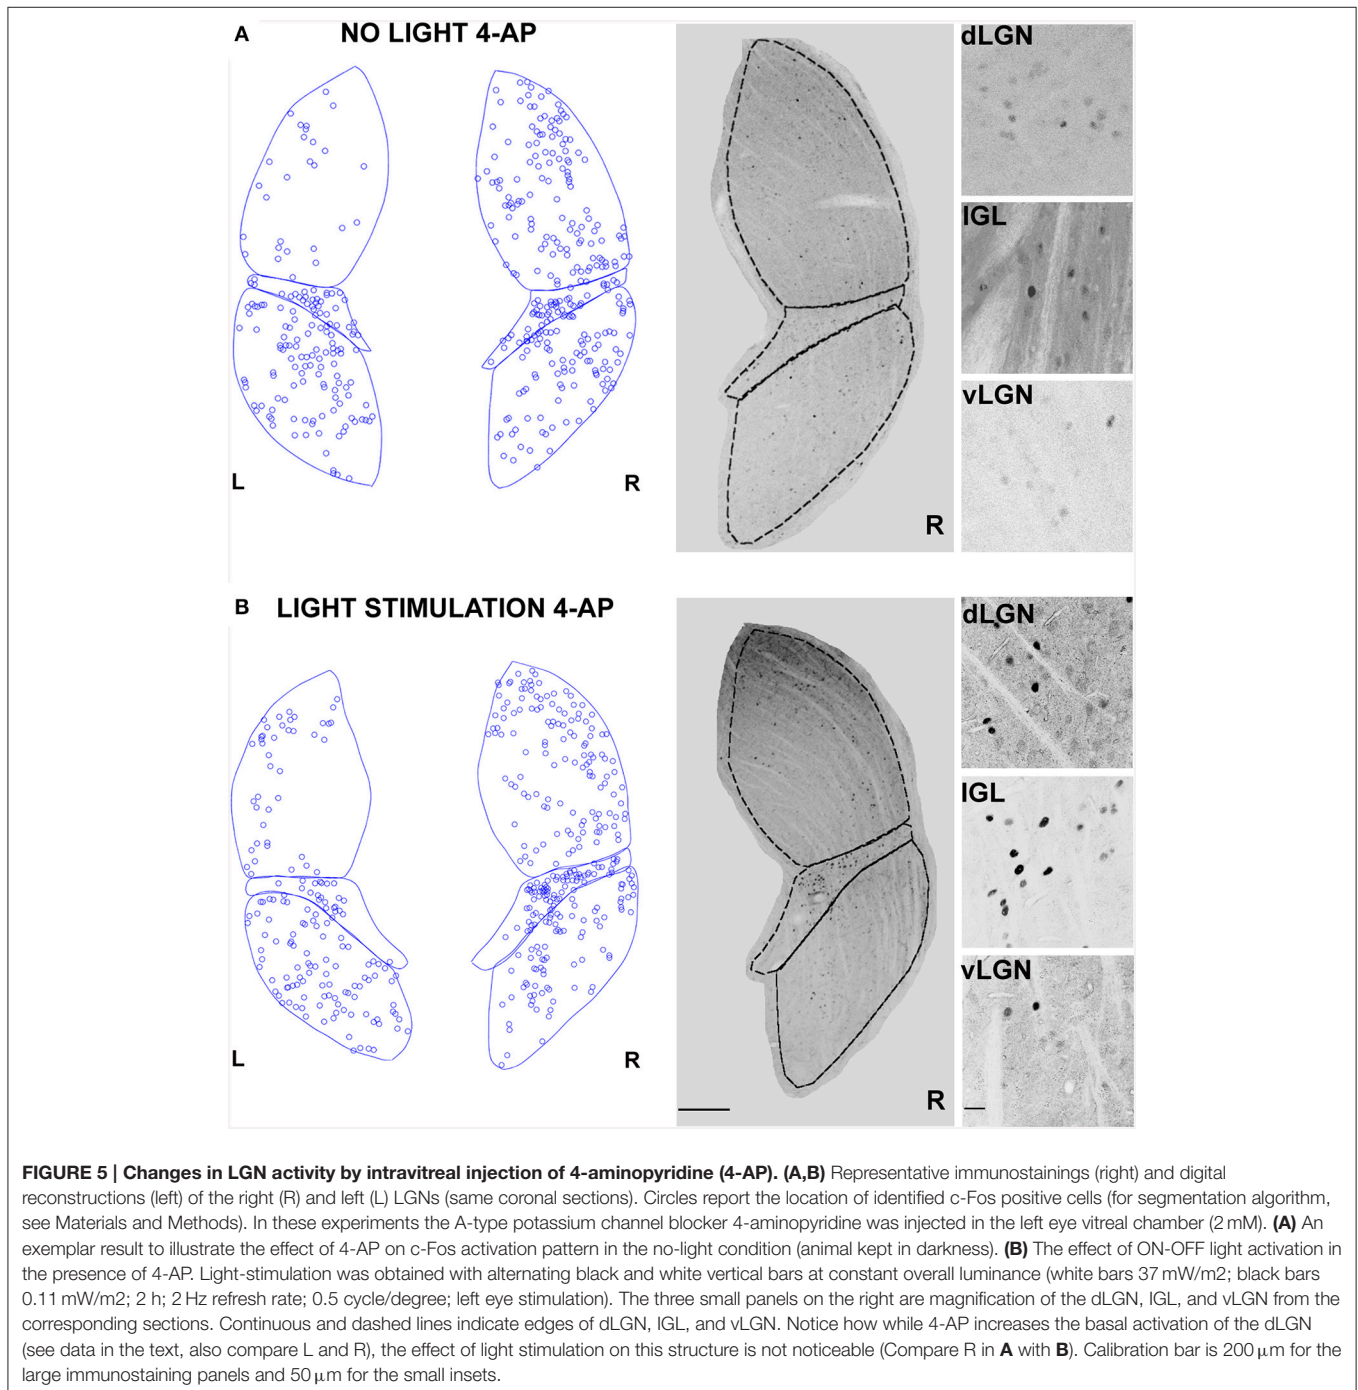 A
NO LIGHT 4-AP
dLGN
IGL
vLGN
L
R
R
B
LIGHT STIMULATION 4-AP
dLGN
IGL
vLGN
L
R
R
FIGURE 5 | Changes in LGN activity by intravitreal injection of 4-aminopyridine (4-AP). (A,B) Representative immunostainings (right) and digital
reconstructions (left) of the right (R) and left (L) LGNs (same coronal sections). Circles report the location of identified c-Fos positive cells (for segmentation algorithm,
see Materials and Methods). In these experiments the A-type potassium channel blocker 4-aminopyridine was injected in the left eye vitreal chamber (2 mM). (A) An
exemplar result to illustrate the effect of 4-AP on c-Fos activation pattern in the no-light condition (animal kept in darkness). (B) The effect of ON-OFF light activation in
the presence of 4-AP. Light-stimulation was obtained with alternating black and white vertical bars at constant overall luminance (white bars 37 mW/m2; black bars
0.11 mW/m2; 2 h; 2 Hz refresh rate; 0.5 cycle/degree; left eye stimulation). The three small panels on the right are magnification of the dLGN, IGL, and vLGN from the
corresponding sections. Continuous and dashed lines indicate edges of dLGN, IGL, and vLGN. Notice how while 4-AP increases the basal activation of the dLGN
(see data in the text, also compare L and R), the effect of light stimulation on this structure is not noticeable (Compare R in A with B). Calibration bar is 200 μm for the
large immunostaining panels and 50 μm for the small insets.